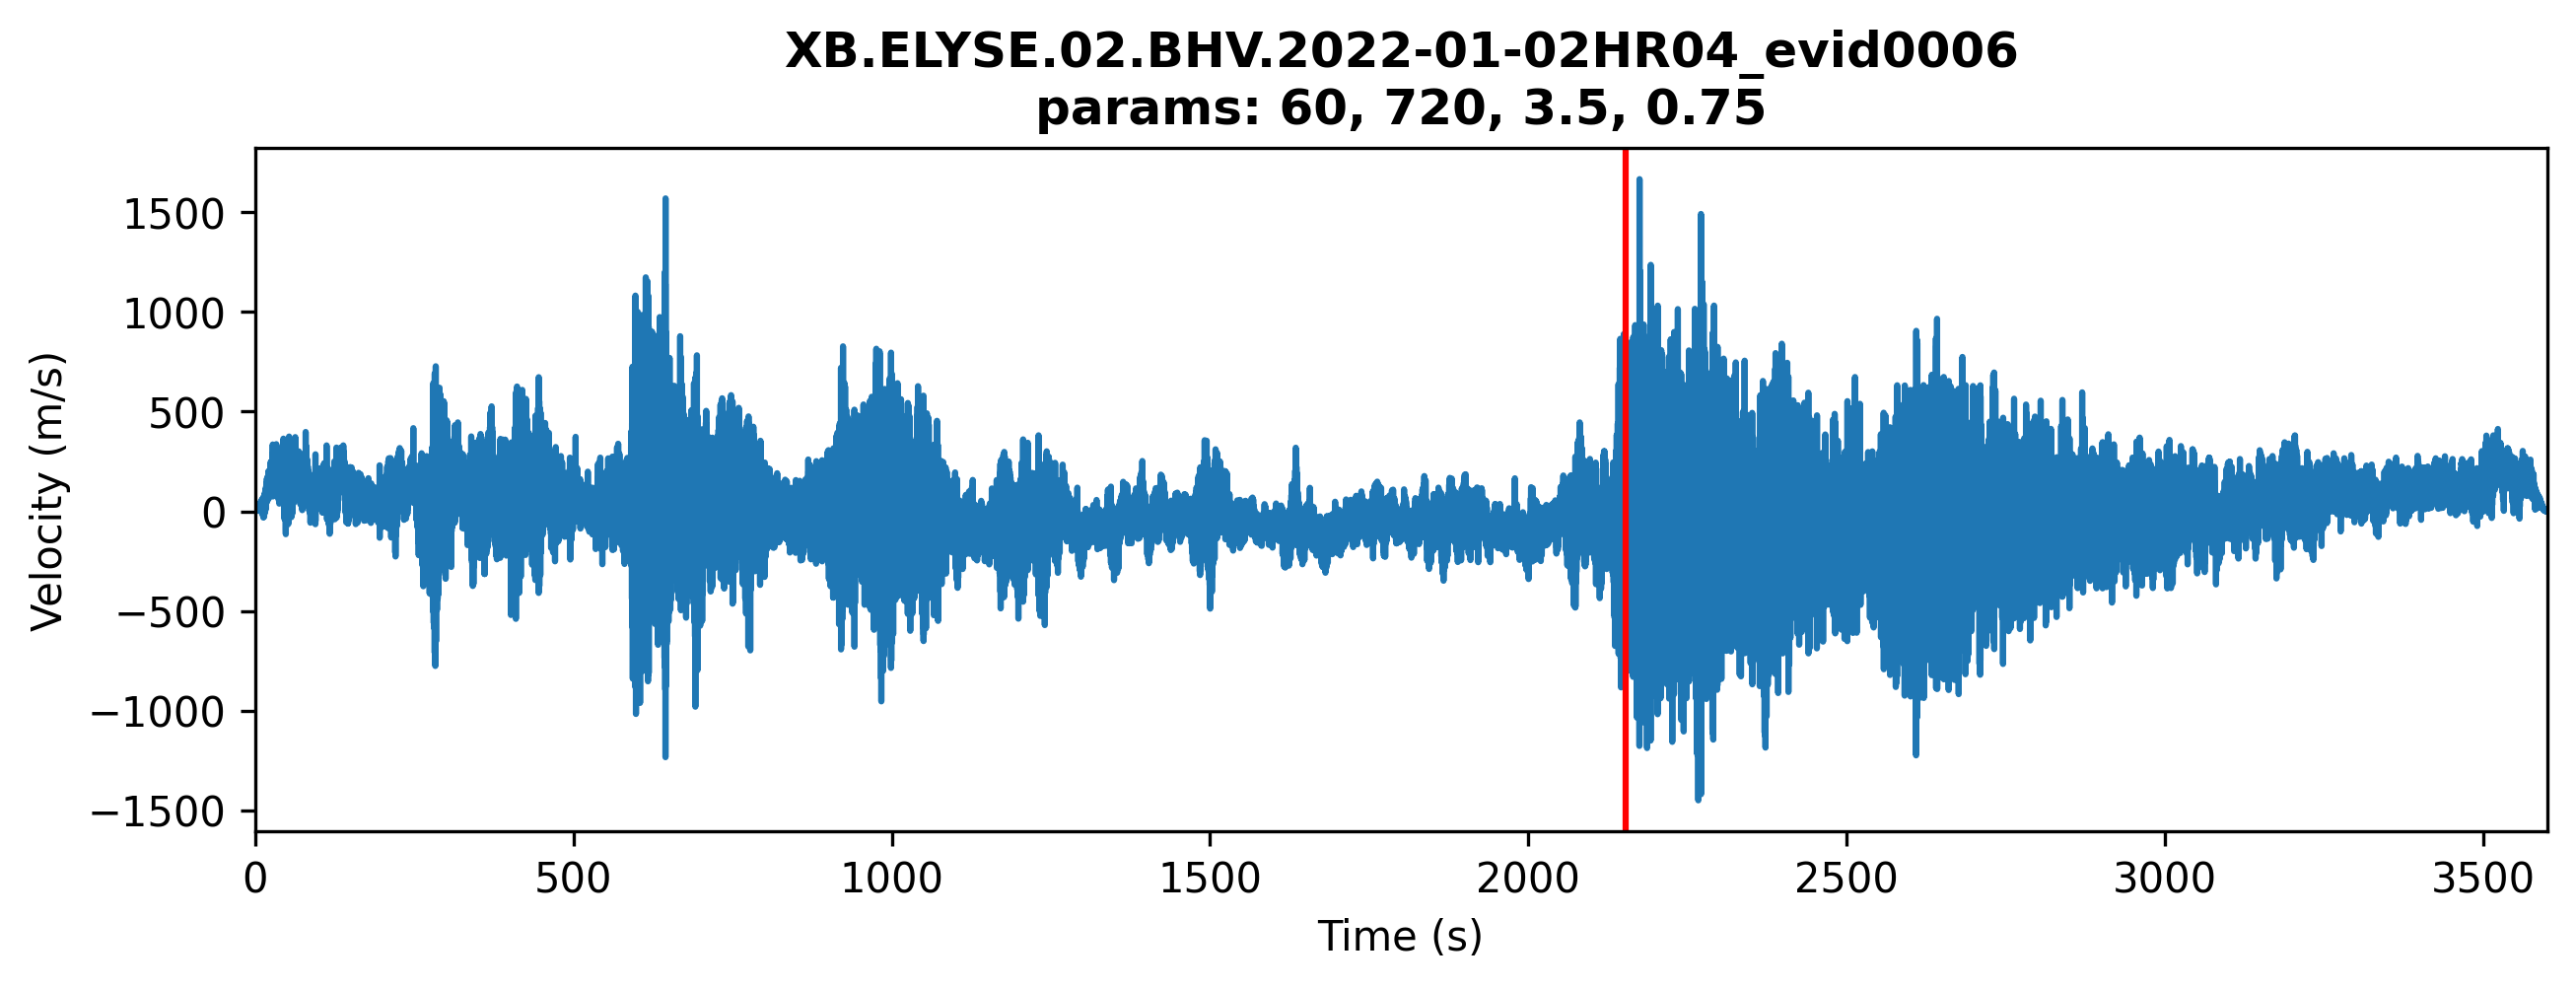 XB.ELYSE.02.BHV.2022-01-02HR04_evid0006
params: 60, 720, 3.5, 0.75
Velocity (m/s)
1500
1000
500
0
−500
−1000
−1500
0 500 1000 1500 2000 2500 3000 3500
Time (s)